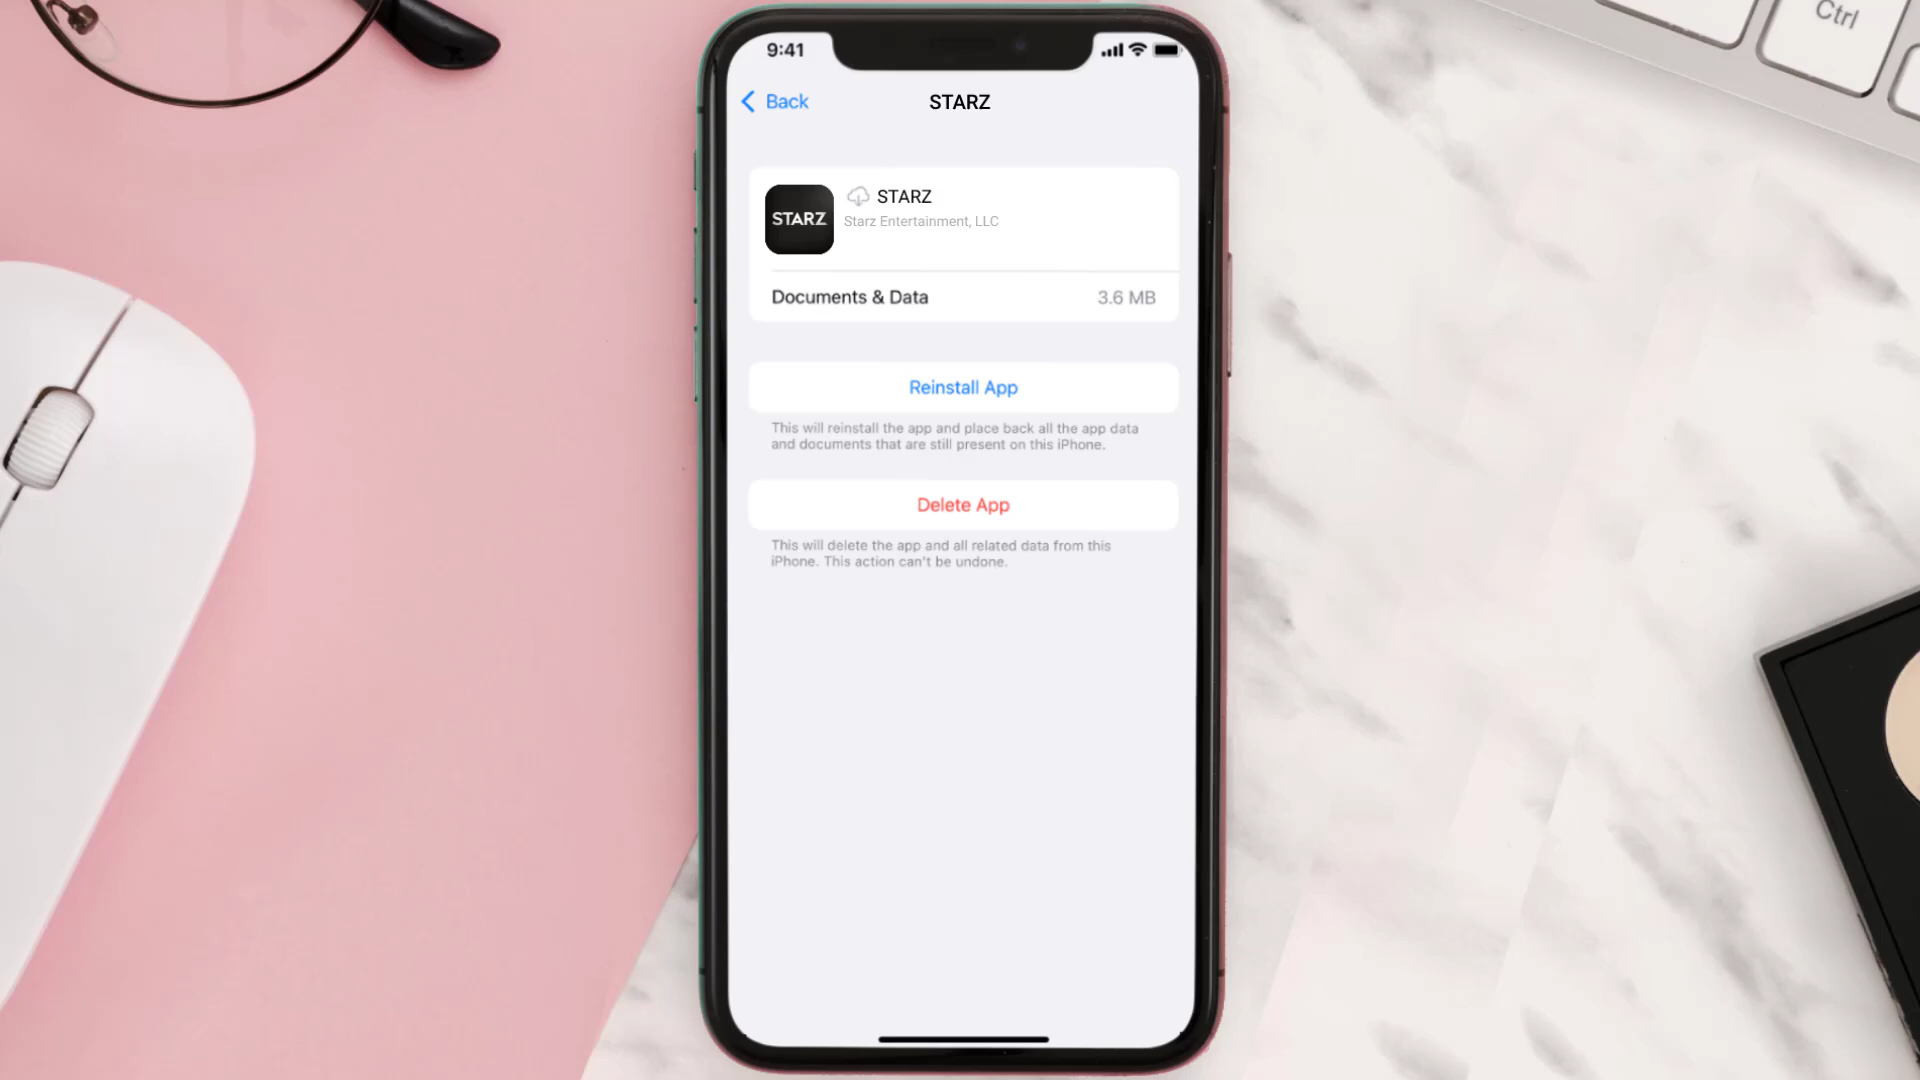 Ctrl
9:41
Back
STARZ
STARZ
STARZ
Starz Entertainment, LLC
Documents & Data
3.6 MB
Reinstall App
This will reinstall the app and place back all the app data
and documents that are still present on this iPhone.
Delete App
This will delete the app and all related data from this
iPhone. This action can't be undone.